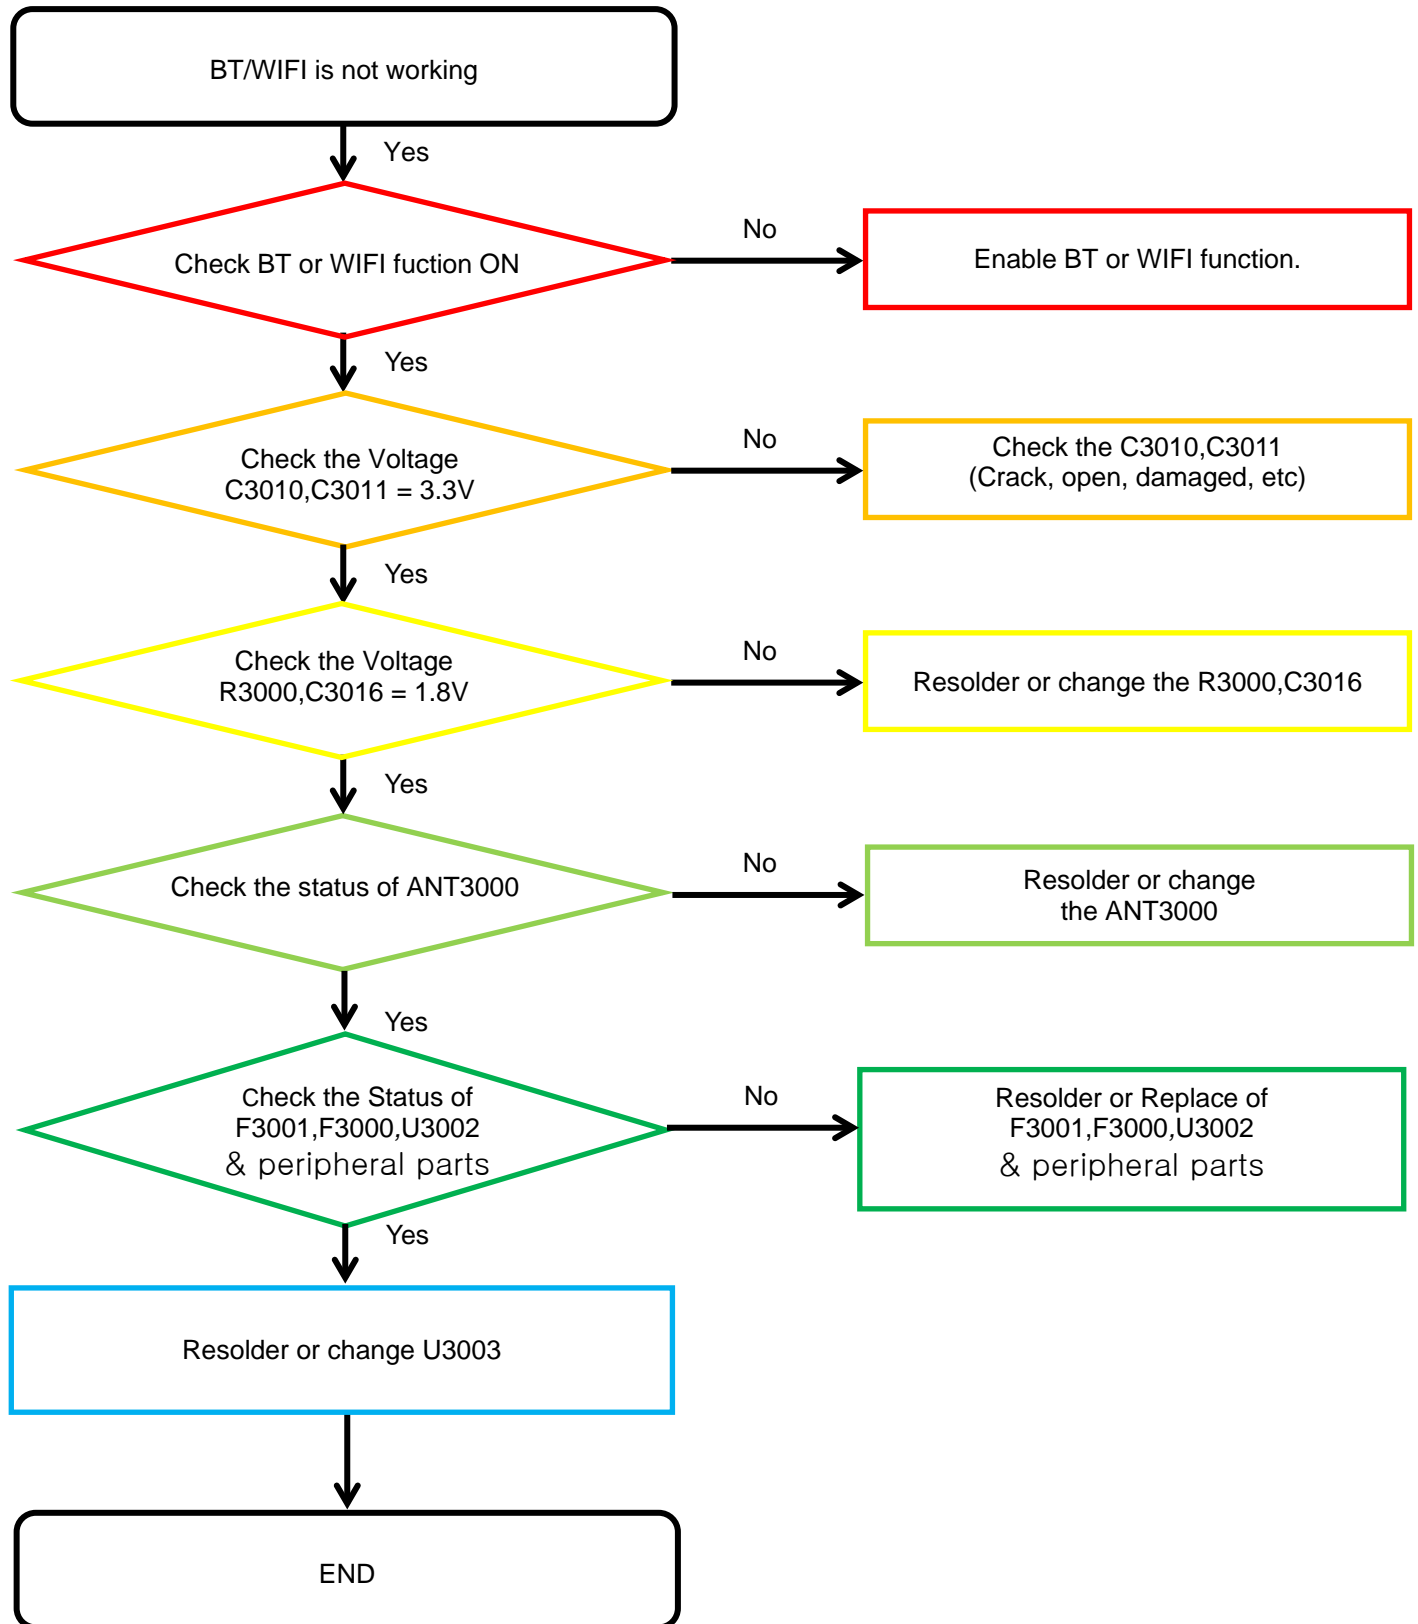 BT/WIFI is not working
Yes
Check BT or WIFI fuction ON
No
Enable BT or WIFI function.
Yes
Check the Voltage
C3010,C3011 = 3.3V
No
Check the C3010,C3011
(Crack, open, damaged, etc)
Yes
Check the Voltage
R3000,C3016 = 1.8V
No
Resolder or change the R3000,C3016
Yes
Check the status of ANT3000
No
Resolder or change
the ANT3000
Yes
Check the Status of
F3001,F3000,U3002
& peripheral parts
No
Resolder or Replace of
F3001,F3000,U3002
& peripheral parts
Yes
Resolder or change U3003
END